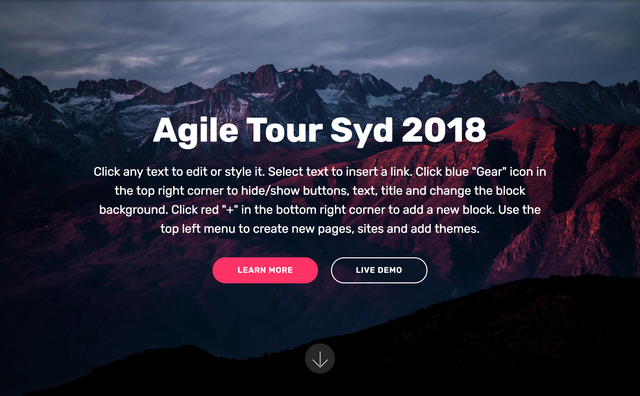 Agile Tour Syd 2018
Click any text to edit or style it. Select text to insert a link. Click blue "Gear" icon in
the top right corner to hide/show buttons, text, title and change the block
background. Click red "+" in the bottom right corner to add a new block. Use the
top left menu to create new pages, sites and add themes.
LEARN MORE
LIVE DEMO